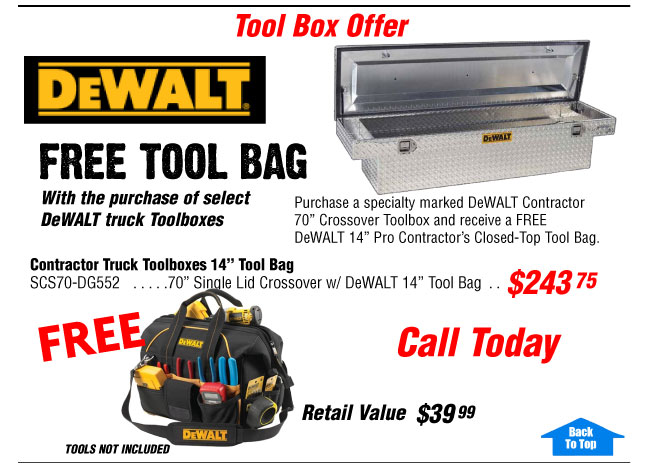 Tool Box Offer
DEWALT®
DEWALT
FREE TOOL BAG
With the purchase of select
DEWALT truck Toolboxes
Purchase a specialty marked DeWALT Contractor
70” Crossover Toolbox and receive a FREE
DeWALT 14” Pro Contractor’s Closed-Top Tool Bag.
Contractor Truck Toolboxes 14’’ Tool Bag
SCS70-DG552 . . . . .70” Single Lid Crossover w/ DeWALT 14” Tool Bag . . $243 75
FREE
DEWALT
Call Today
DEWALT
Retail Value $39 99
TOOLS NOT INCLUDED
Back
To Top